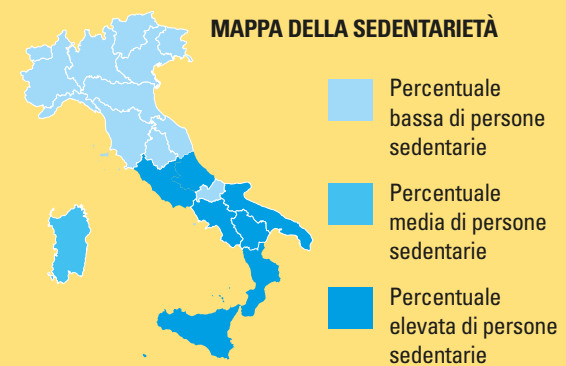 MAPPA DELLA SEDENTARIETÀ
Percentuale
bassa di persone
sedentarie
Percentuale
media di persone
sedentarie
Percentuale
elevata di persone
sedentarie